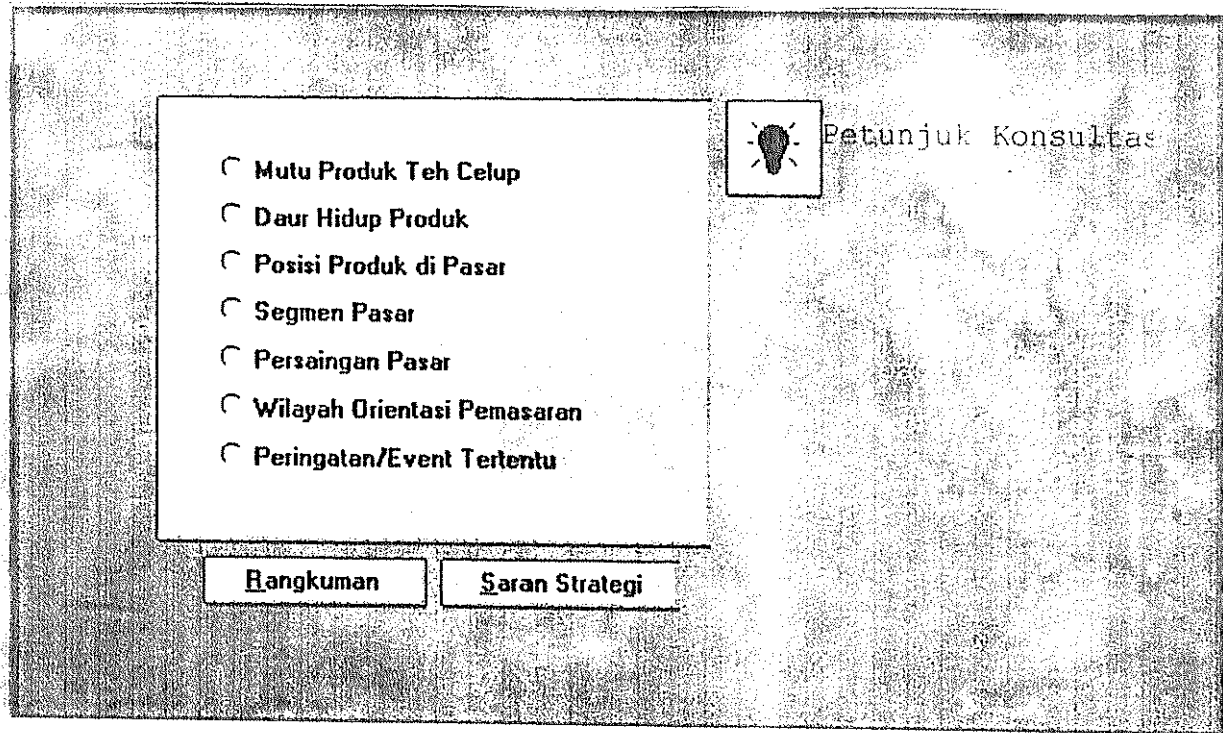 Mutu Produk Teh Celup
Daur Hidup Produk
Posisi Produk di Pasar
Segmen Pasar
Persaingan Pasar
Wilayah Orientasi Pemasaran
Peringatan/Event Tertentu
Petunjuk Konsultas
Rangkuman
Saran Strategi